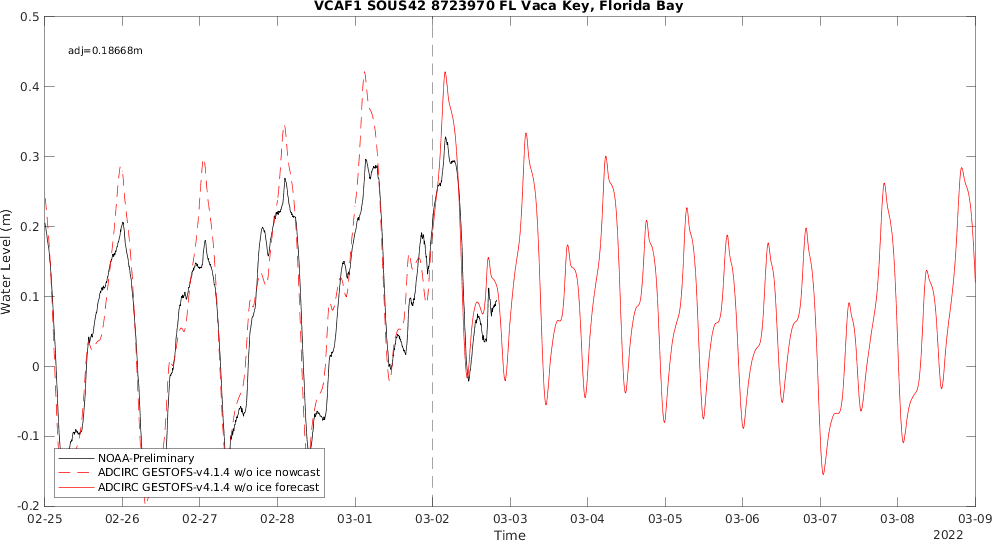 VCAF1 SOUS42 8723970 FL Vaca Key, Florida Bay
adj=0.18668m
Water Level (m)
0.5
0.4
0.3
0.2
0.1
0
-0.1
-0.2
NOAA-Preliminary
ADCIRC GESTOFS-v4.1.4 w/o ice nowcast
ADCIRC GESTOFS-v4.1.4 w/o ice forecast
02-25 02-26 02-27 02-28 03-01 03-02 03-03 03-04 03-05 03-06 03-07 03-08 03-09
Time
2022